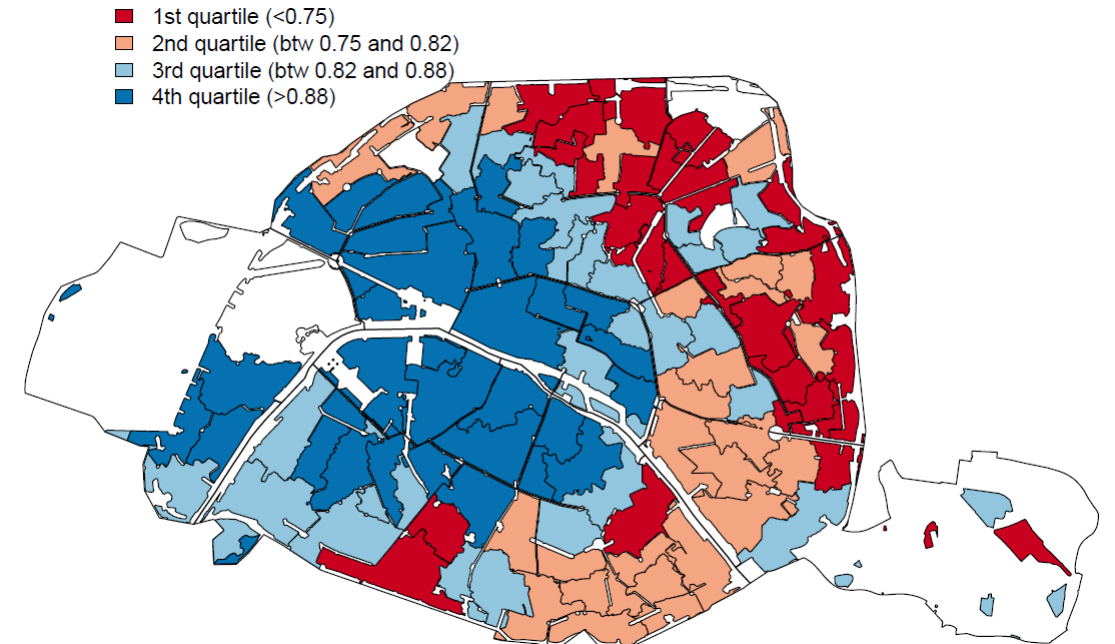 1st quartile (<0.75)
2nd quartile (btw 0.75 and 0.82)
3rd quartile (btw 0.82 and 0.88)
4th quartile (>0.88)